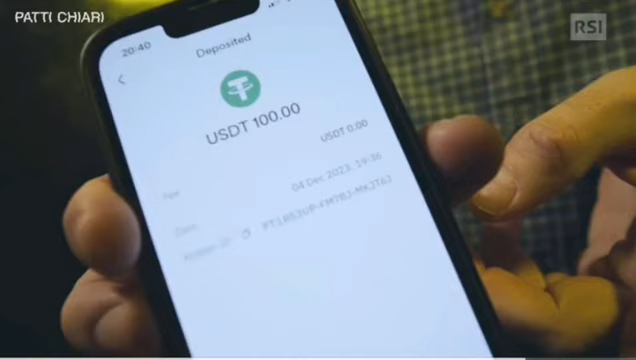 PATTI CHIARI
RSI
20:40
Deposited
USDT 100.00
USDT 0.00
Fee
04 Dec 2023, 19:36
Date